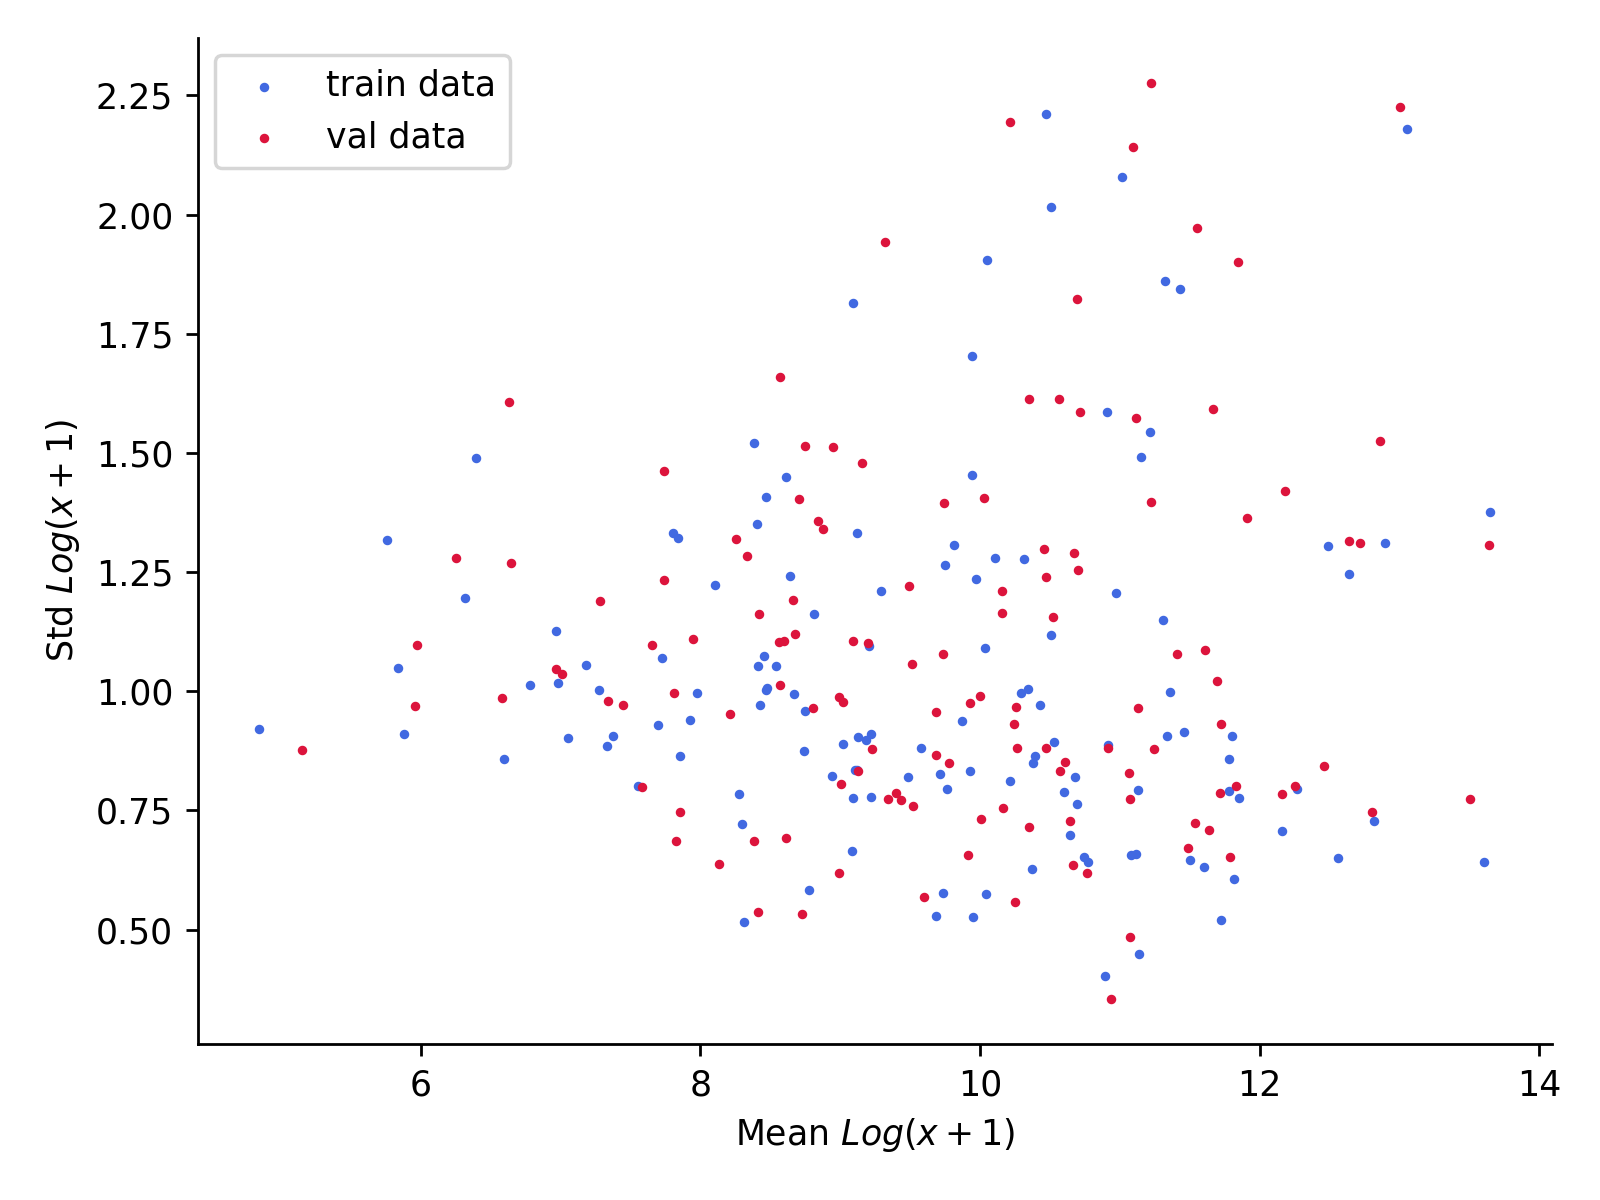 train data
val data
2.25
2.00
1.75
1.50
1.25
1.00
0.75
0.50
Std Log(x + 1)
6 8 10 12 14
Mean Log(x + 1)